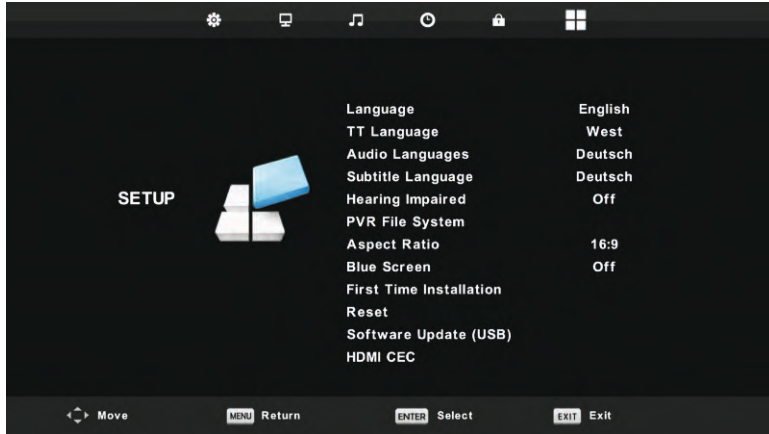 Language English
TT Language West
Audio Languages Deutsch
Subtitle Language Deutsch
SETUP Hearing Impaired Off
PVR File System
Aspect Ratio 16:9
Blue Screen Off
First Time Installation
Reset
Software Update (USB)
HDMI CEC
Move MENU Return ENTER Select EXIT Exit